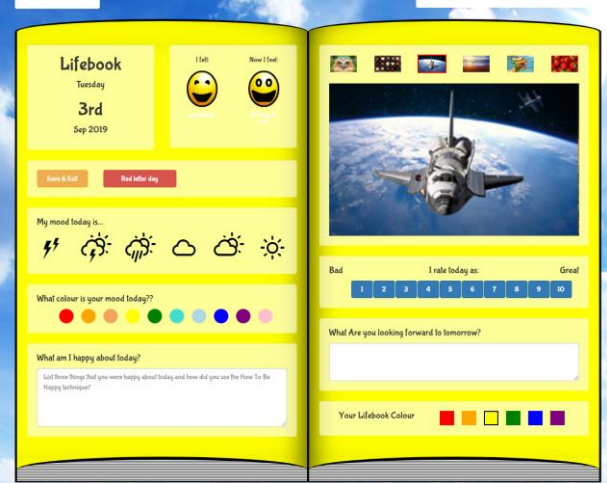 Lifebook
Tuesday
3rd
Sep 2019
I felt:
Now I feel:
Save & Exit
Red letter day
My mood today is...
What colour is your mood today??
What am I happy about today?
List three things that you were happy about today and how did you use the How To Be
Happy technique?
Bad
I rate today as:
Great
1 2 3 4 5 6 7 8 9 10
What Are you looking forward to tomorrow?
Your Lifebook Colour